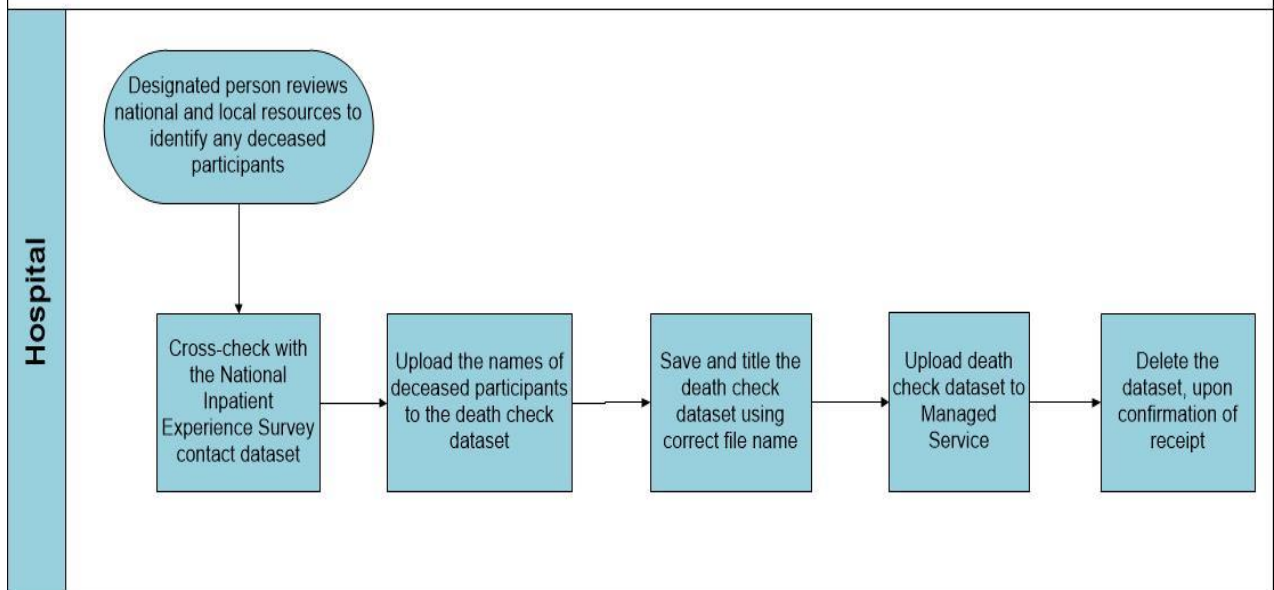 Hospital
Designated person reviews
national and local resources to
identify any deceased
participants
Cross-check with
the National
Inpatient
Experience Survey
contact dataset
Upload the names of
deceased participants
to the death check
dataset
Save and title the
death check
dataset using
correct file name
Upload death
check dataset to
Managed
Service
Delete the
dataset, upon
confirmation of
receipt